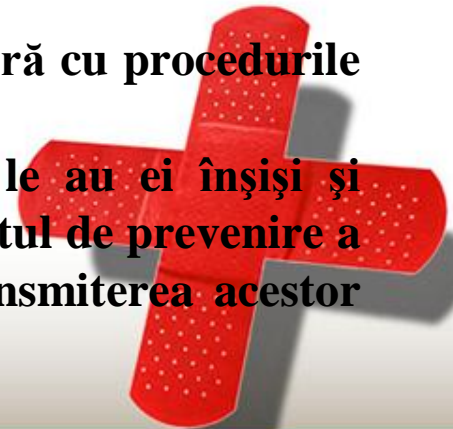 ră cu procedurile
le au ei înşişi şi
tul de prevenire a
nsmiterea acestor